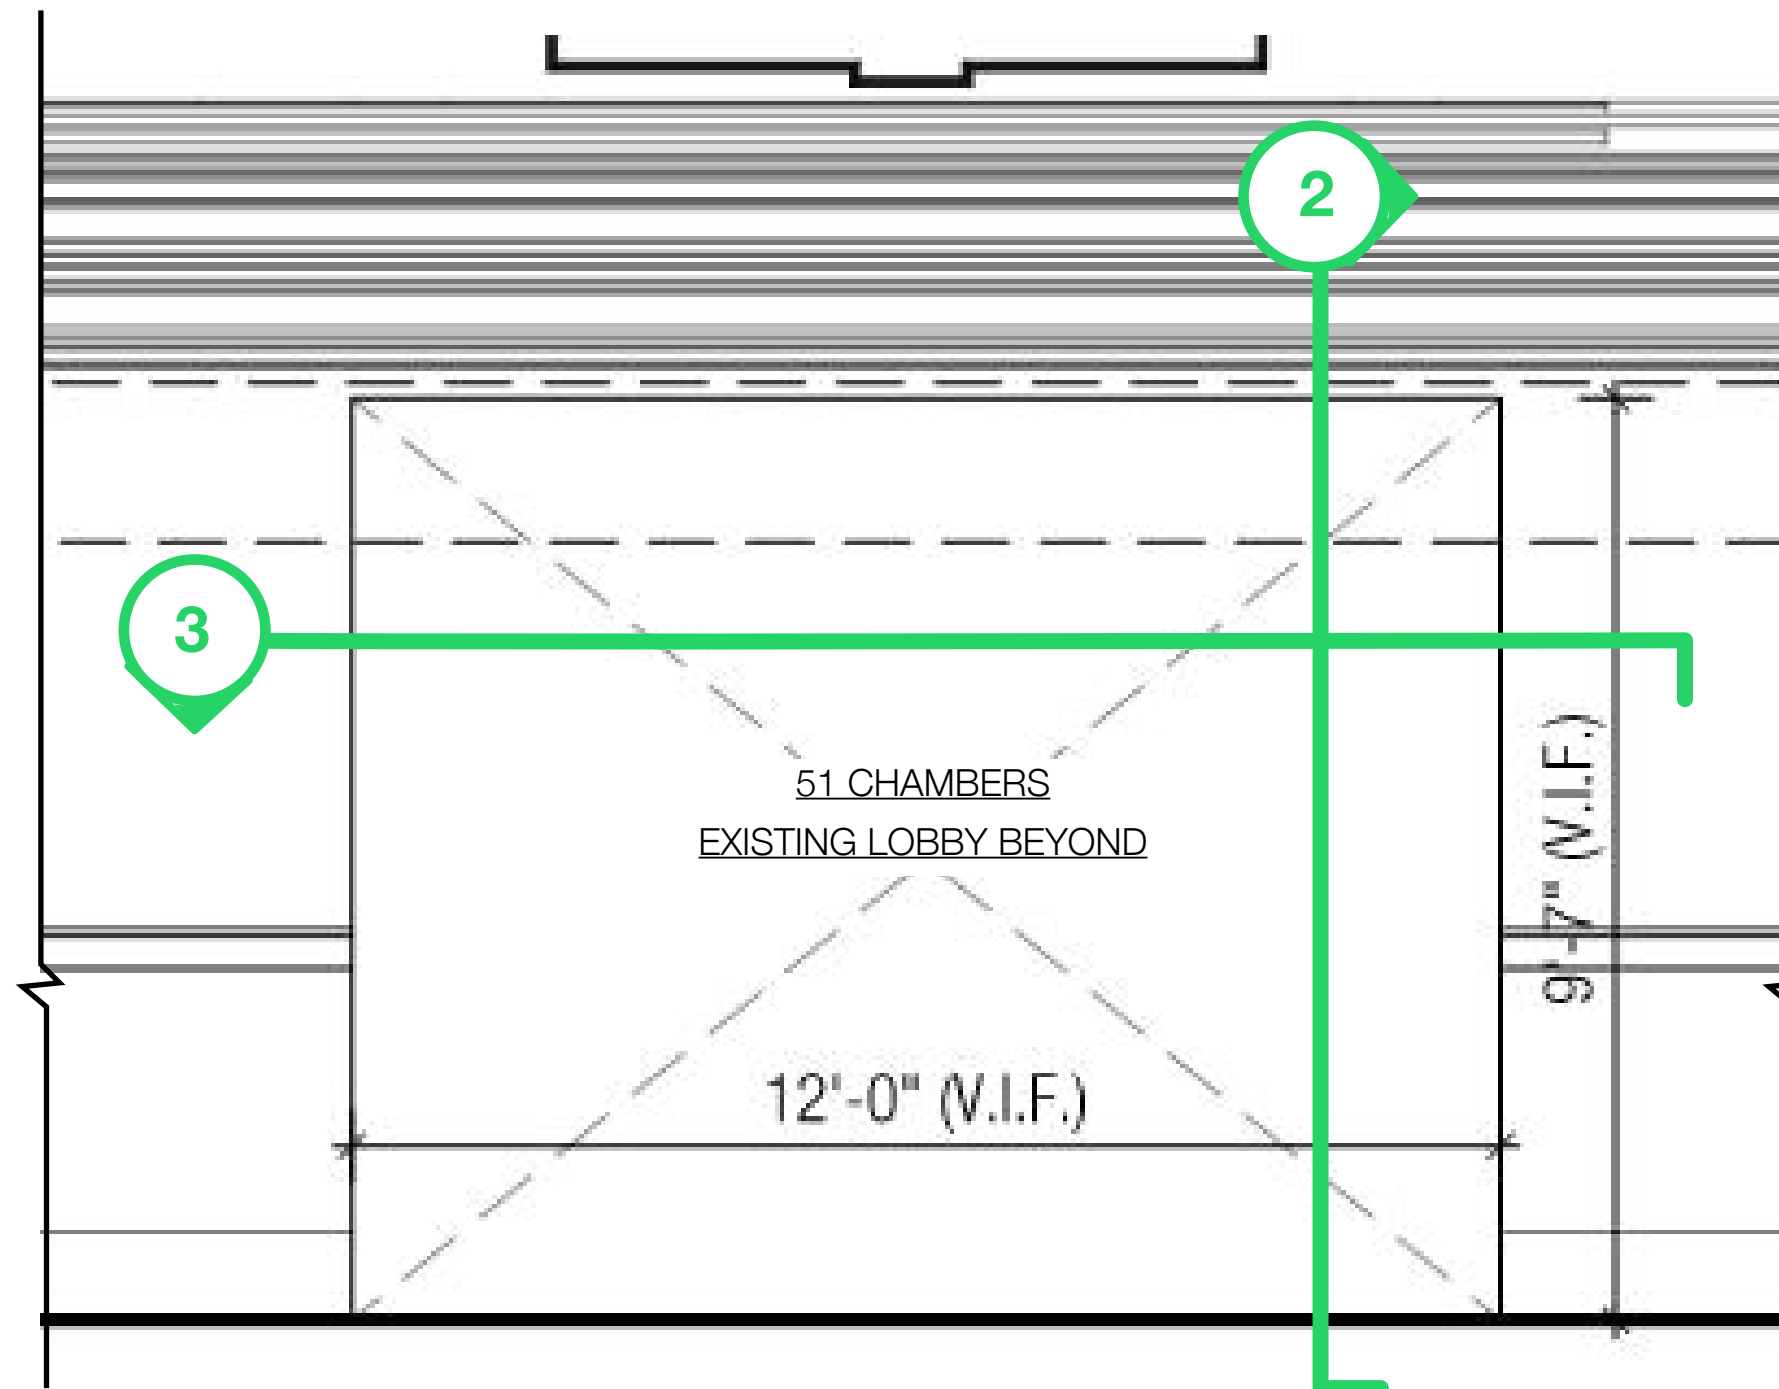 2
3
51 CHAMBERS
EXISTING LOBBY BEYOND
9'-7" (V.I.F.)
12'-0" (V.I.F.)